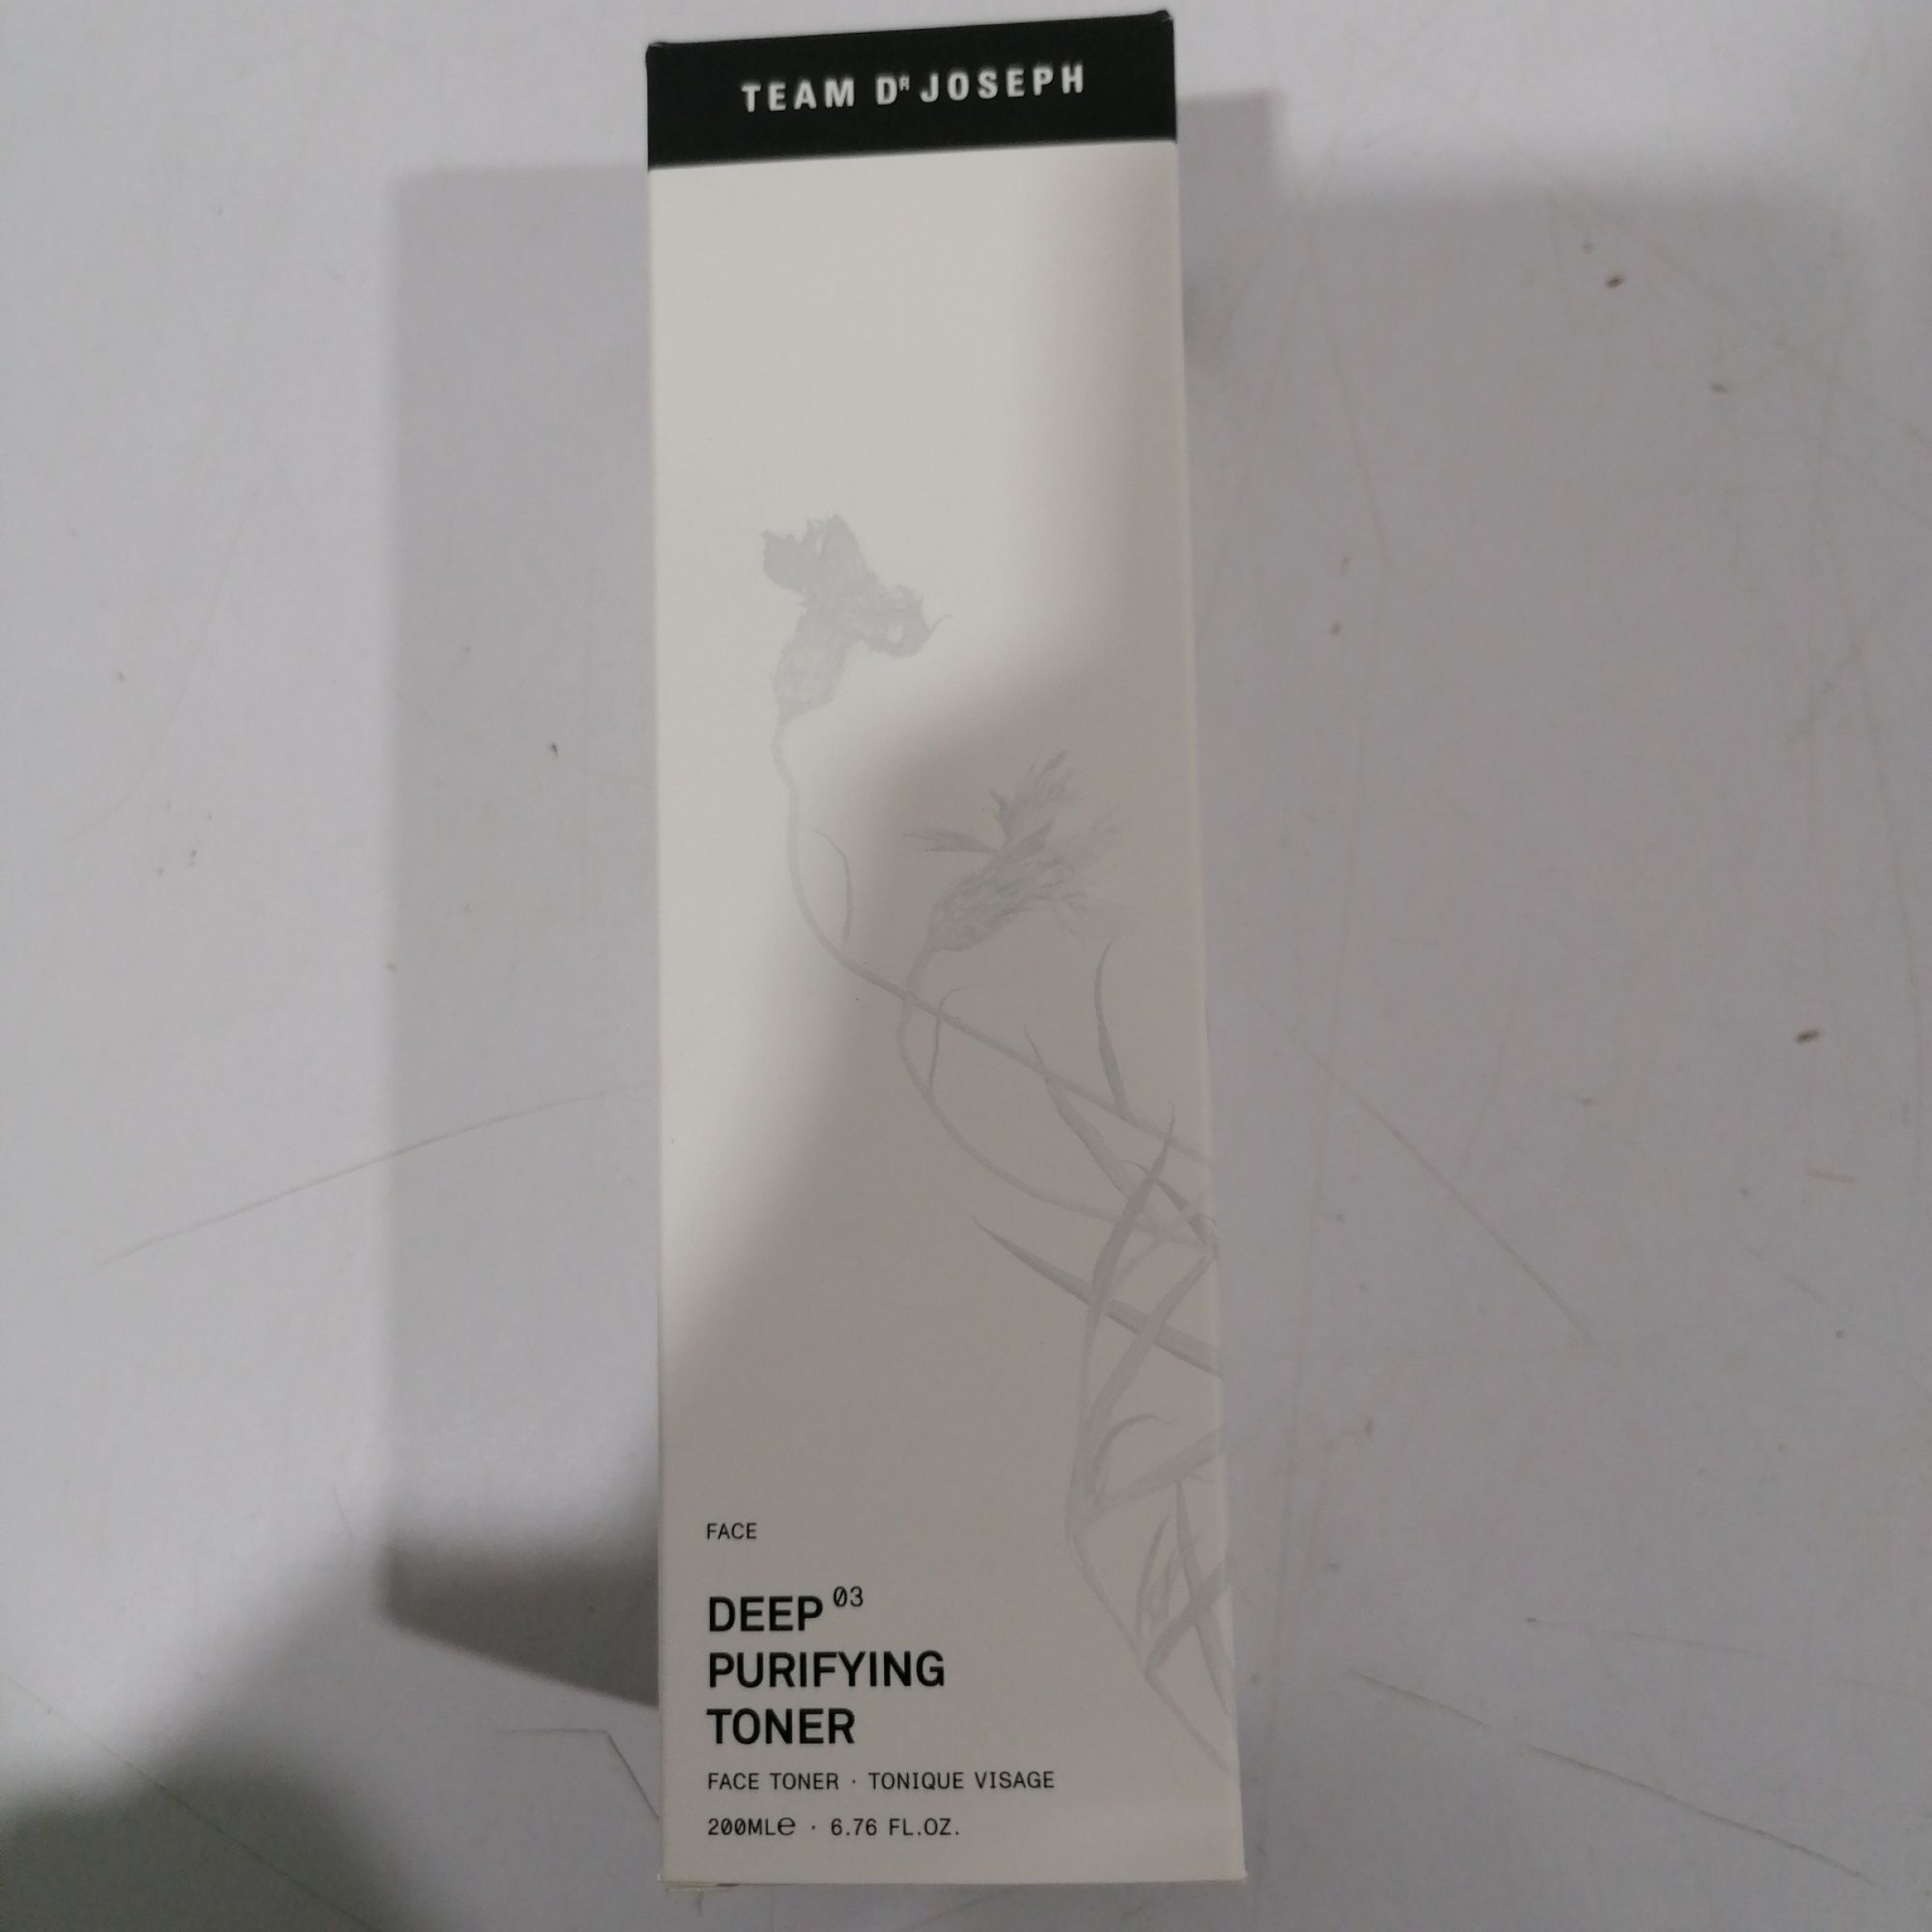 TEAM DR JOSEPH
FACE
DEEP 03
PURIFYING
TONER
FACE TONER · TONIQUE VISAGE
200ML℮ · 6.76 FL.OZ.